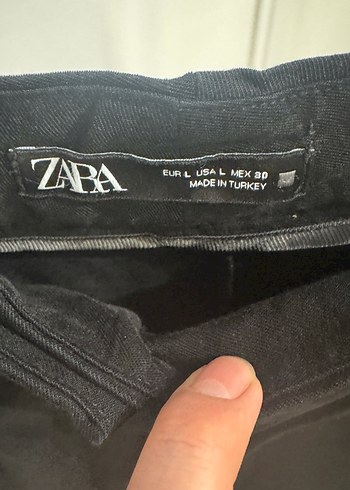 ZARA
EUR L USA L MEX 30
MADE IN TURKEY